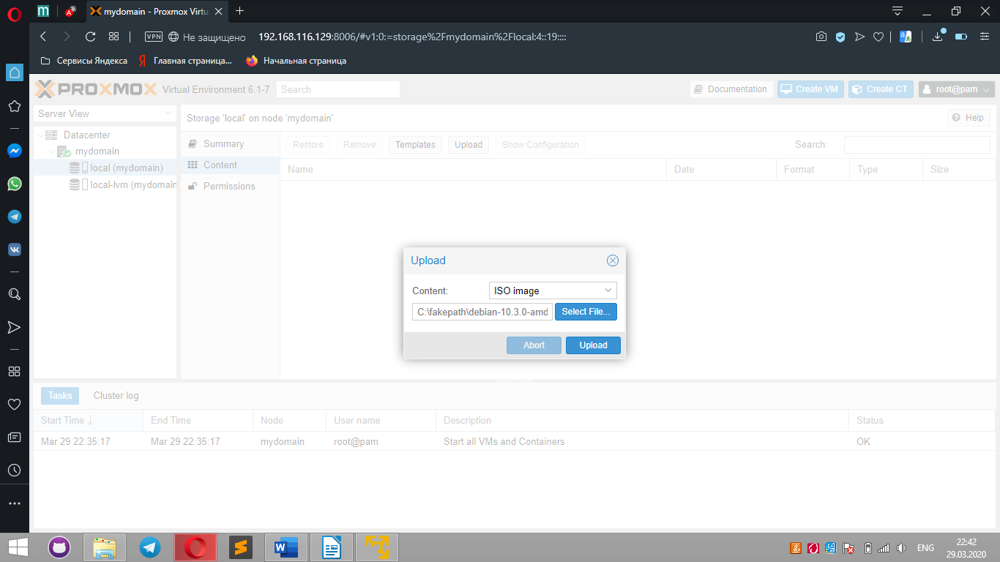 mydomain - Proxmox Virtu
VPN Не защищено 192.168.116.129:8006/#v1:0:=storage%2Fmydomain%2Flocal:4::19::::
Сервисы Яндекса Главная страница... Начальная страница
PROXMOX Virtual Environment 6.1-7 Search Documentation Create VM Create CT root@pam
Server View
Storage 'local' on node 'mydomain' Help
Datacenter
mydomain
local (mydomain)
local-lvm (mydomain
Summary
Content
Permissions
Restore Remove Templates Upload Show Configuration Search:
Name Date Format Type Size
Upload
Content: ISO image
C:\fakepath\debian-10.3.0-amd Select File...
Abort Upload
Tasks Cluster log
Start Time End Time Node User name Description Status
Mar 29 22:35:17 Mar 29 22:35:17 mydomain root@pam Start all VMs and Containers OK
ENG
22:42
29.03.2020